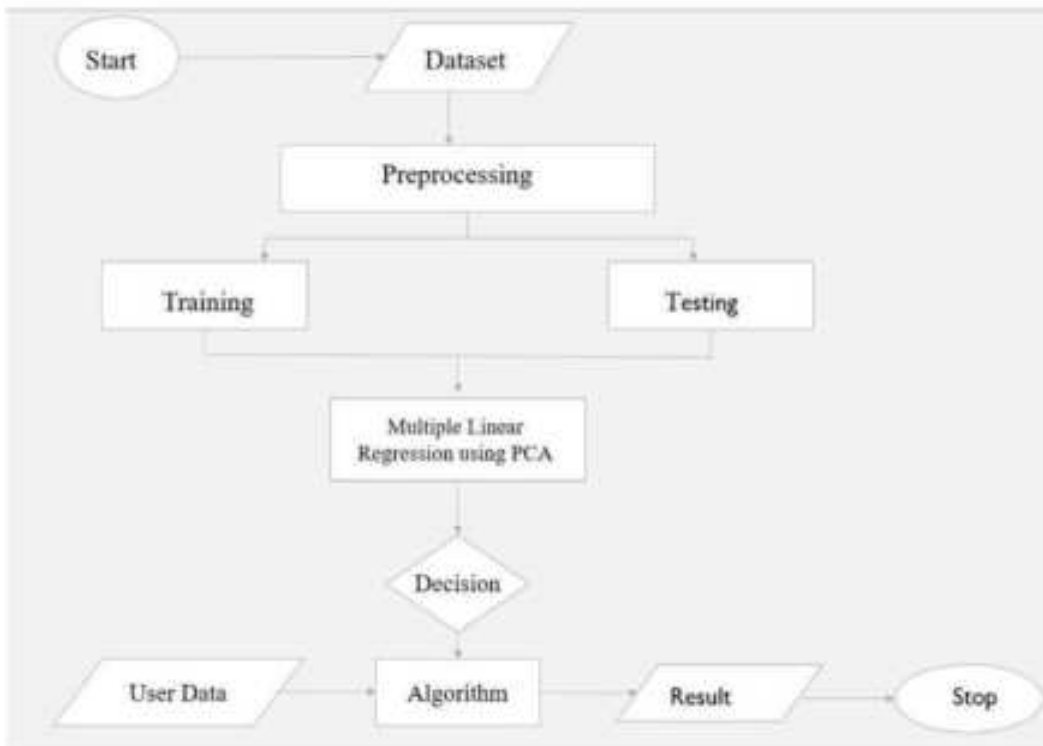 Start
Dataset
Preprocessing
Training
Testing
Multiple Linear
Regression using PCA
Decision
User Data
Algorithm
Result
Stop